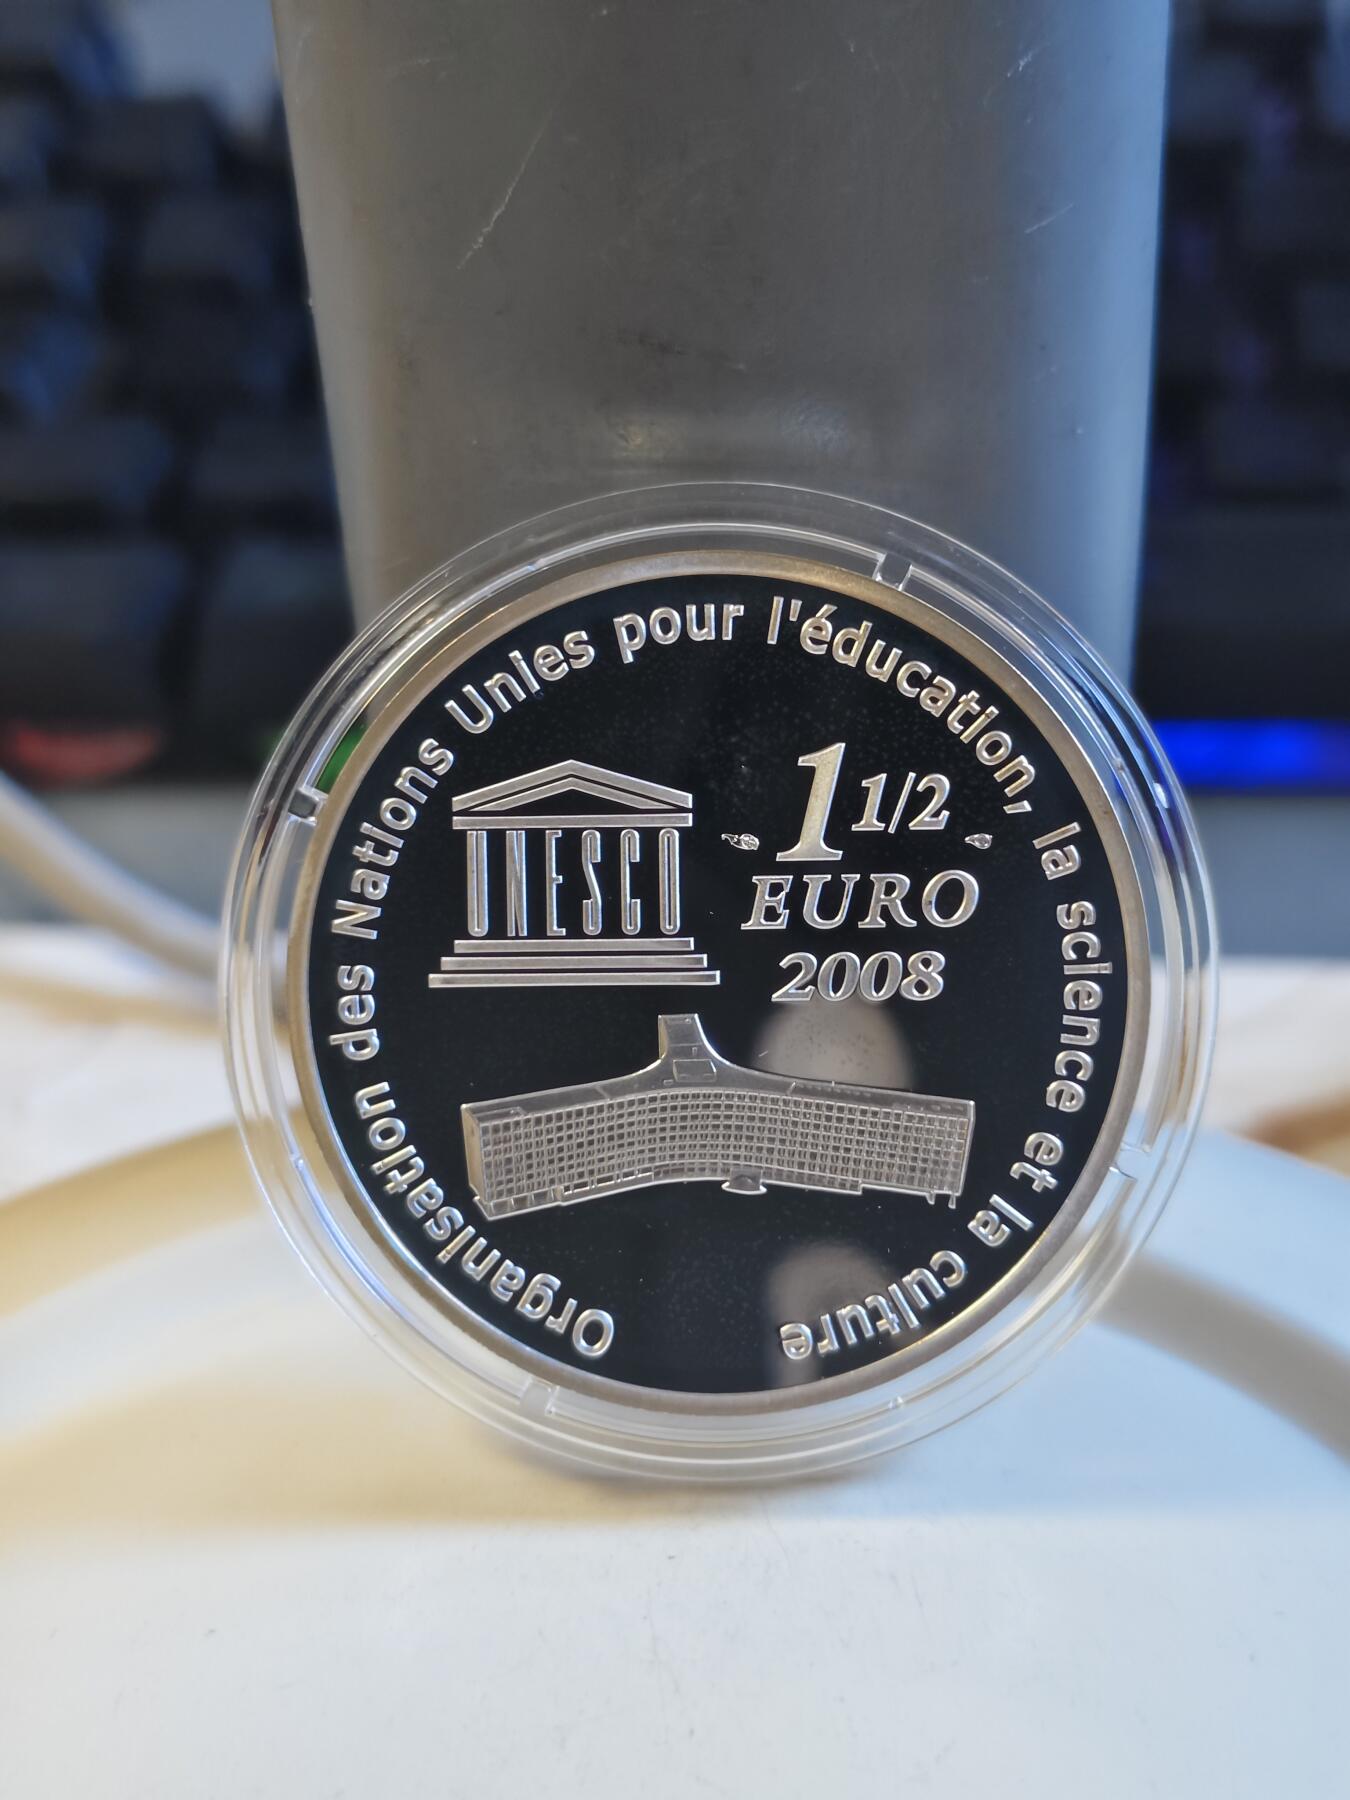 Organisation des Nations Unies pour l'éducation, la science et la culture
UNESCO
1 1/2
EURO
2008